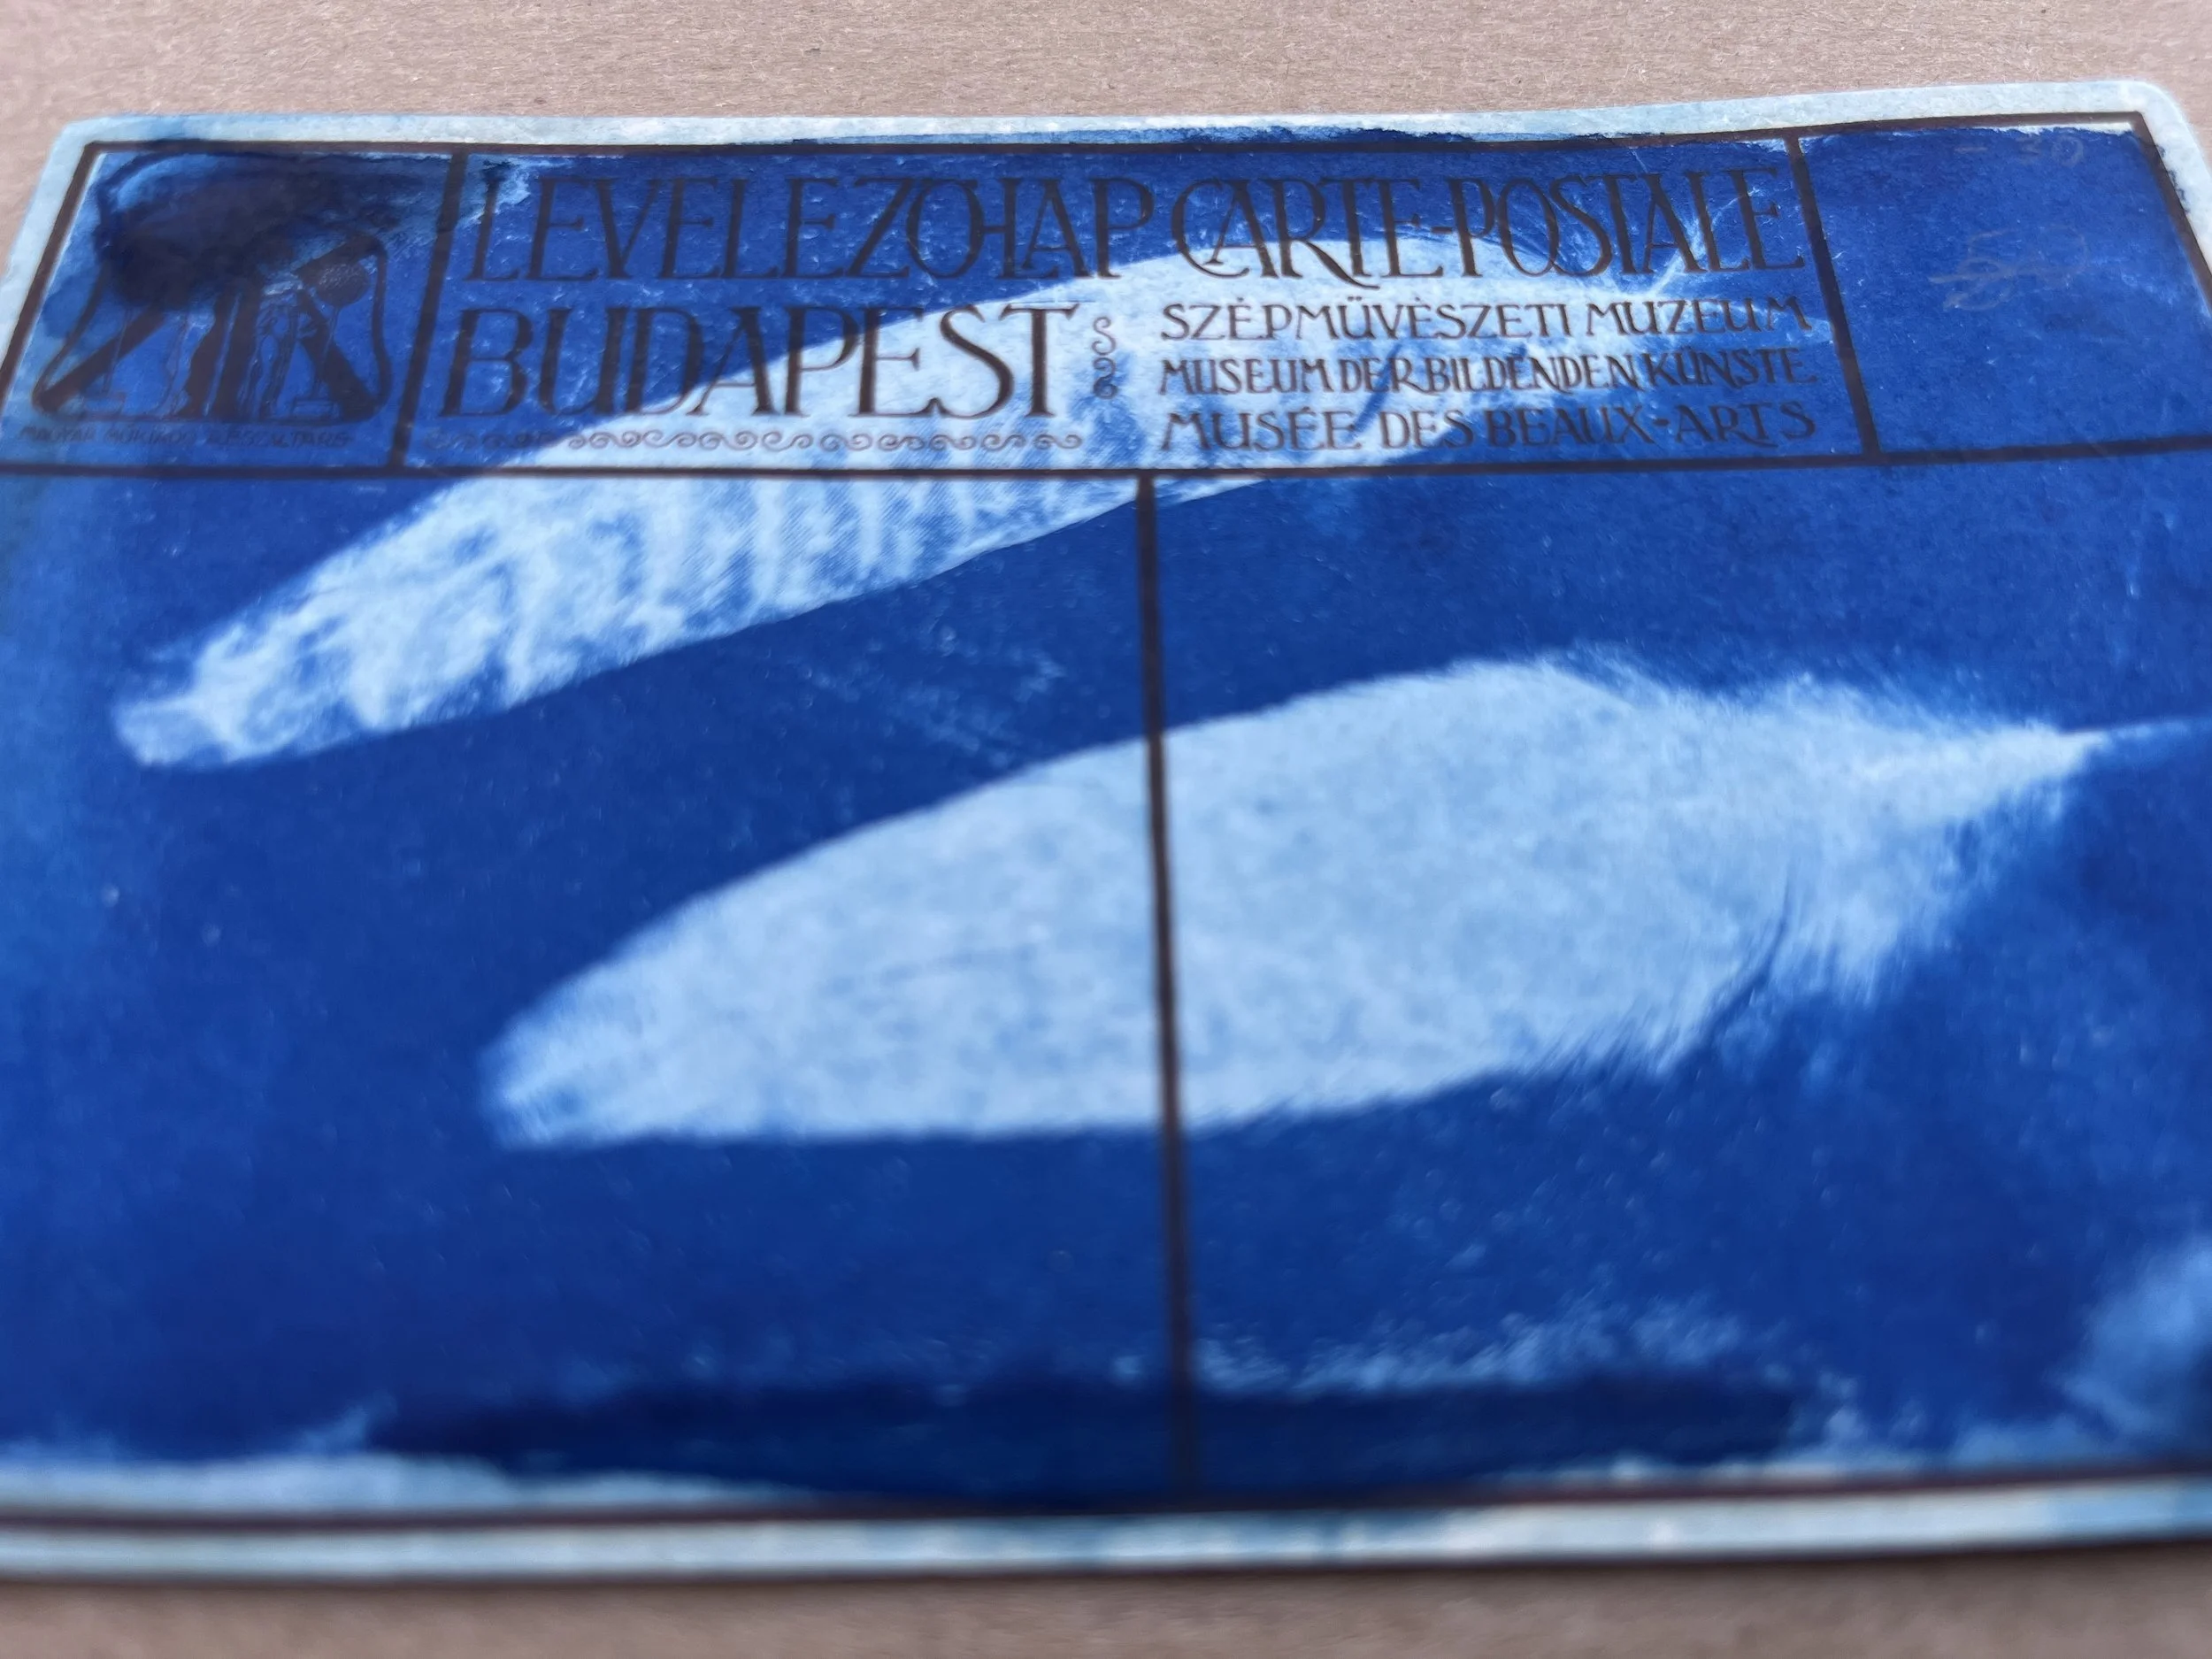 LEVELEZŐ-LAP CARTE-POSTALE
BUDAPEST
SZÉPMŰVÉSZETI MUZEUM
MUSEUM DER BILDENDEN KÜNSTE
MUSÉE DES BEAUX-ARTS